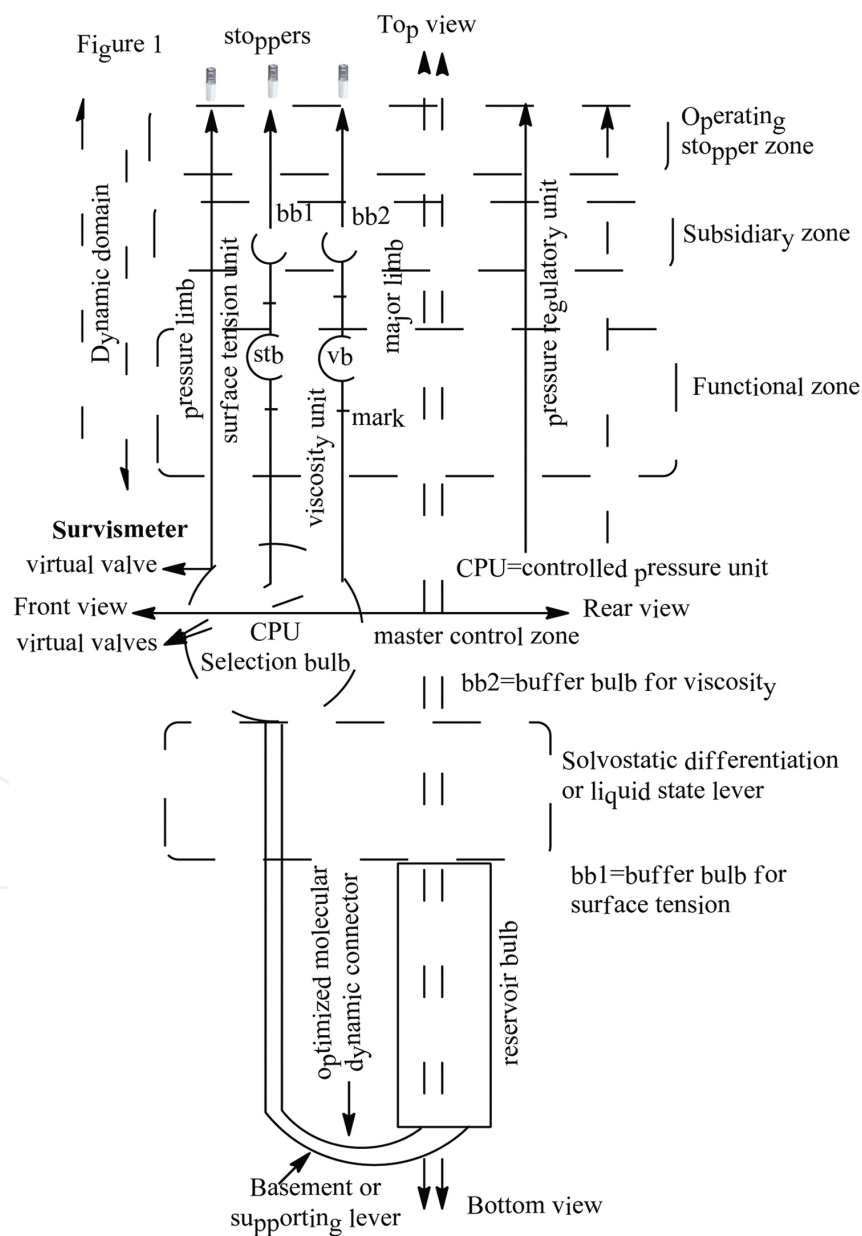 Figure 1
stoppers
Top view
Operating
stopper zone
Dynamic domain
bb1
bb2
Subsidiary zone
pressure limb
surface tension unit
major limb
pressure regulatory unit
stb
vb
Functional zone
viscosity unit
mark
Survismeter
virtual valve
CPU=controlled pressure unit
Front view
Rear view
virtual valves
CPU
Selection bulb
master control zone
bb2=buffer bulb for viscosity
Solvostatic differentiation
or liquid state lever
bb1=buffer bulb for
surface tension
optimized molecular
dynamic connector
reservoir bulb
Basement or
supporting lever
Bottom view